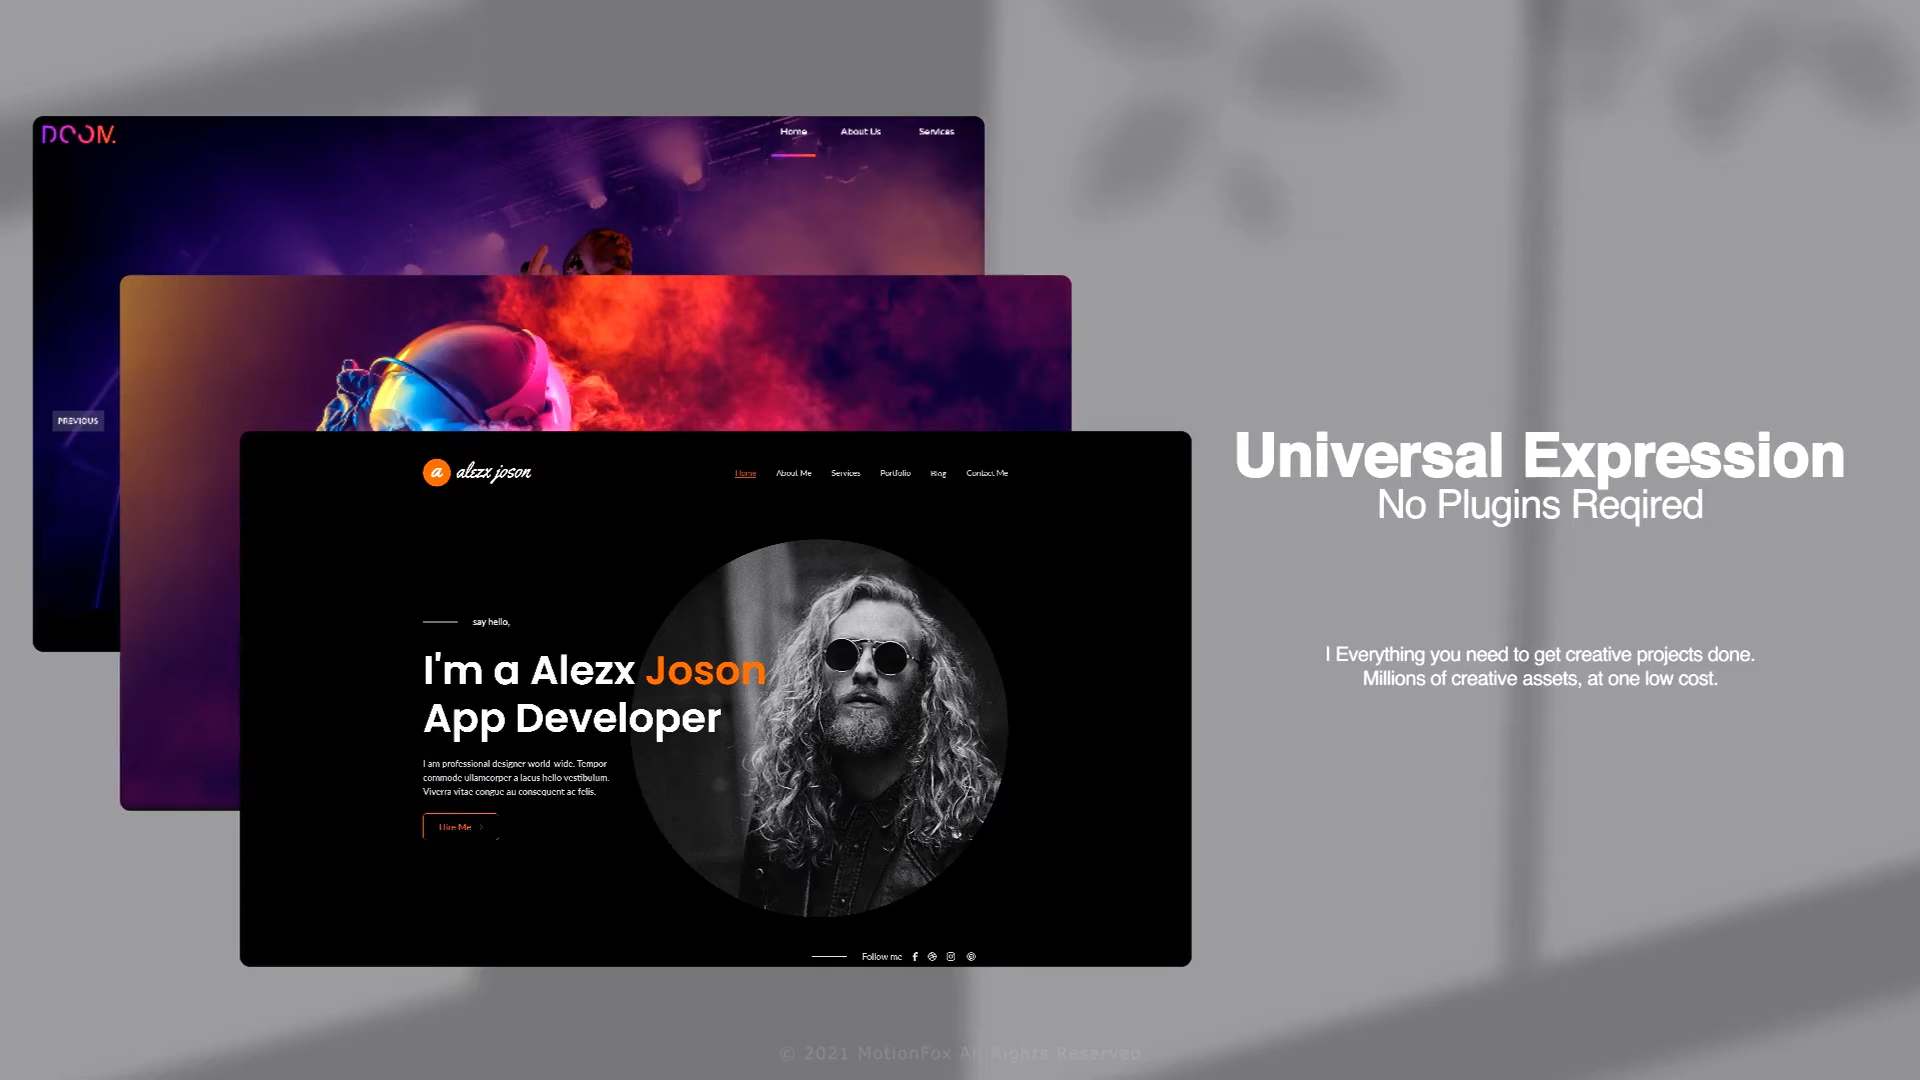 DOOM.
Home About Us Services
PREVIOUS
a alezx joson
Home About Me Services Portfolio Blog Contact Me
say hello,
I'm a Alezx Joson
App Developer
I am professional designer world-wide. Tempor
commodo ullamcorper a lacus hello vestibulum.
Viverra vitae congue au consequent ac felis.
Hire Me
Follow me
Universal Expression
No Plugins Reqired
| Everything you need to get creative projects done.
Millions of creative assets, at one low cost.
© 2021 MotionFox All Rights Reserved